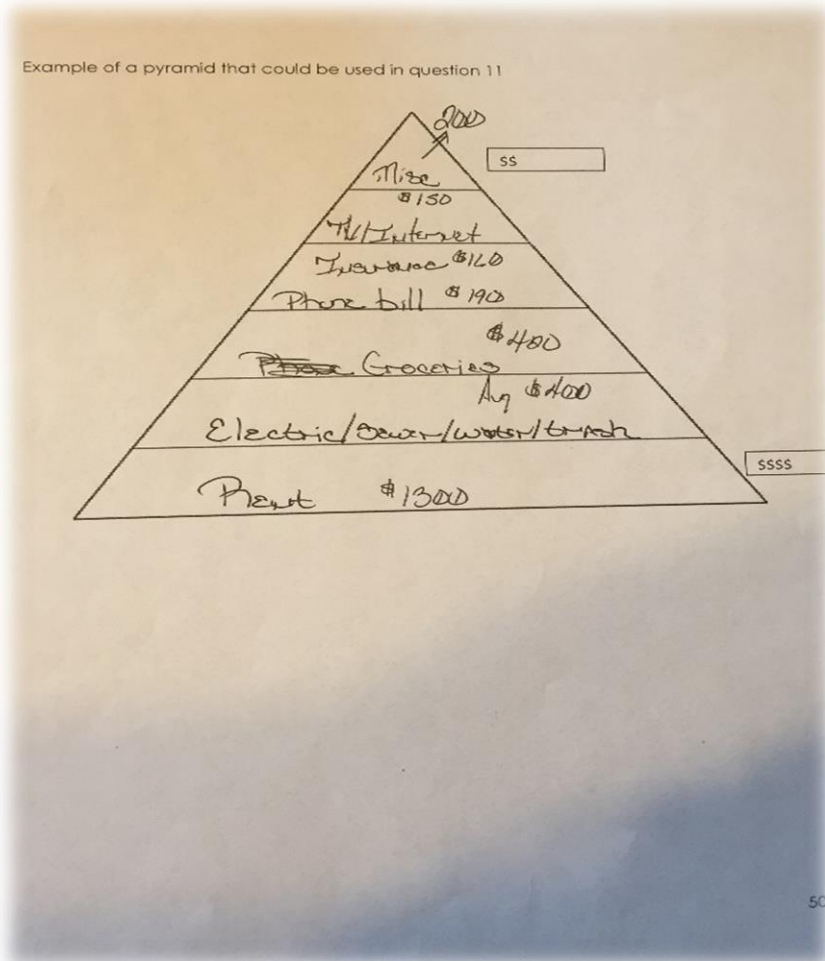 Example of a pyramid that could be used in question 11
200
$$
Misc
$150
TV/Internet
Insurance $160
Phone bill $190
$400
Groceries
Avg $400
Electric/Sewer/water/trash
$$$$
Rent $1300
50